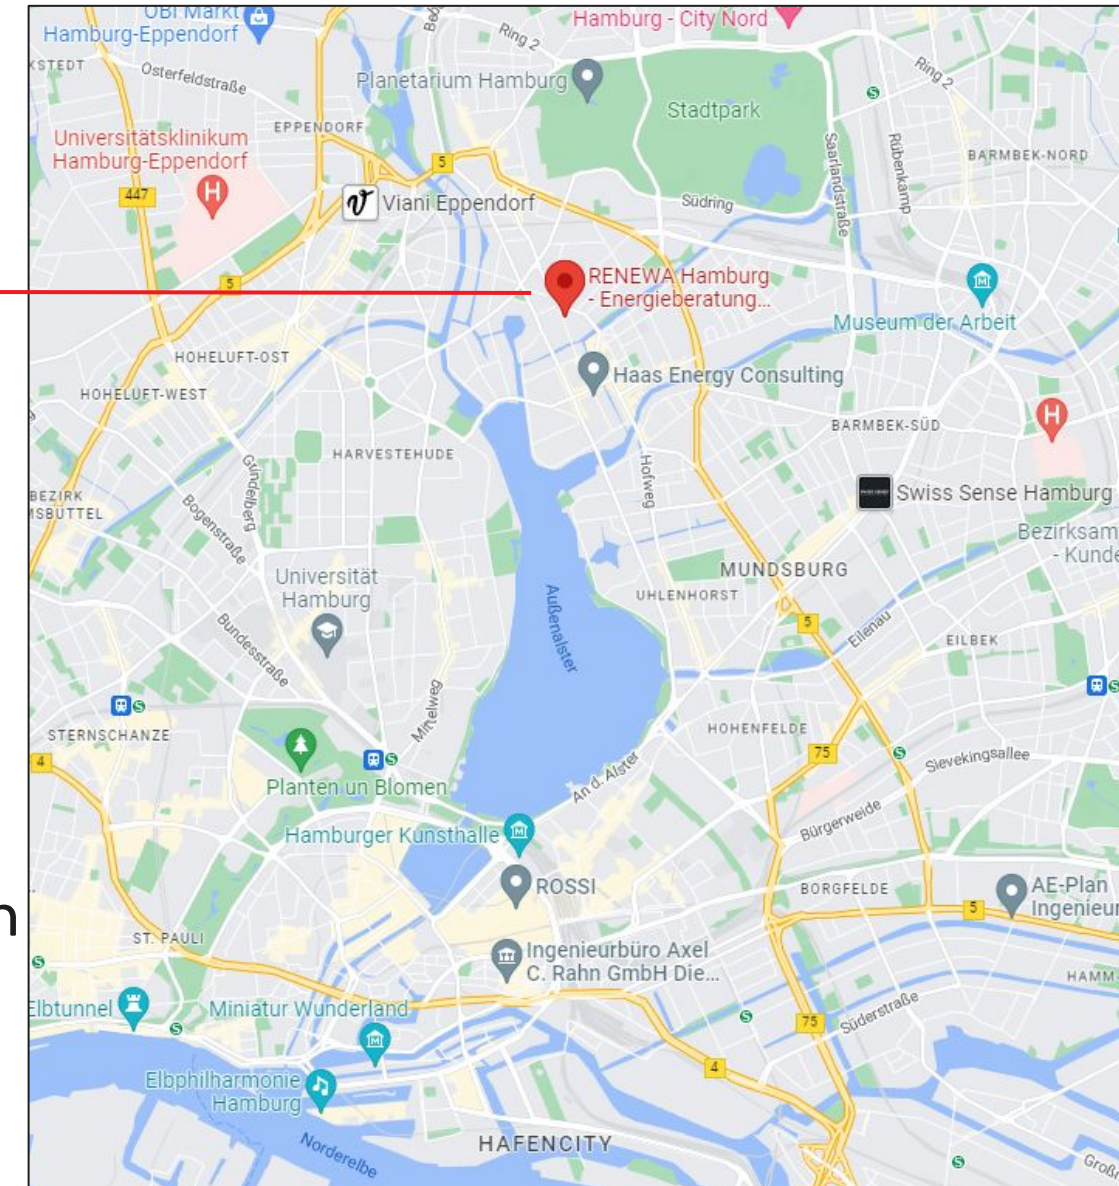 OBI Markt
Hamburg-Eppendorf
Hamburg - City Nord
Ring 2
KSTEDT
Osterfeldstraße
Planetarium Hamburg
Stadtpark
Ring 2
EPPENDORF
Universitätsklinikum
Hamburg-Eppendorf
Saarlandstraße
Rübenkamp
BARMBEK-NORD
5
447
Viani Eppendorf
Südring
5
RENEWA Hamburg
- Energieberatung...
Museum der Arbeit
HOHELUFT-OST
HOHELUFT-WEST
Haas Energy Consulting
BARMBEK-SÜD
HARVESTEHUDE
Grindelberg
Hofweg
BEZIRK
MSBÜTTEL
Bogenstraße
Swiss Sense Hamburg
Bezirksam
- Kunde
Universität
Hamburg
Außenalster
MUNDSBURG
UHLENHORST
5
Eilenau
EILBEK
Bundesstraße
Mittelweg
STERNSCHANZE
HOHENFELDE
4
75
Sievekingsallee
Planten un Blomen
An d. Alster
Bürgerweide
Hamburger Kunsthalle
ROSSI
BORGFELDE
AE-Plan
Ingenieur
5
n
ST. PAULI
Ingenieurbüro Axel
C. Rahn GmbH Die...
HAMM
Elbtunnel
Miniatur Wunderland
75
Süderstraße
4
Elbphilharmonie
Hamburg
Norderelbe
HAFENCITY
Großm